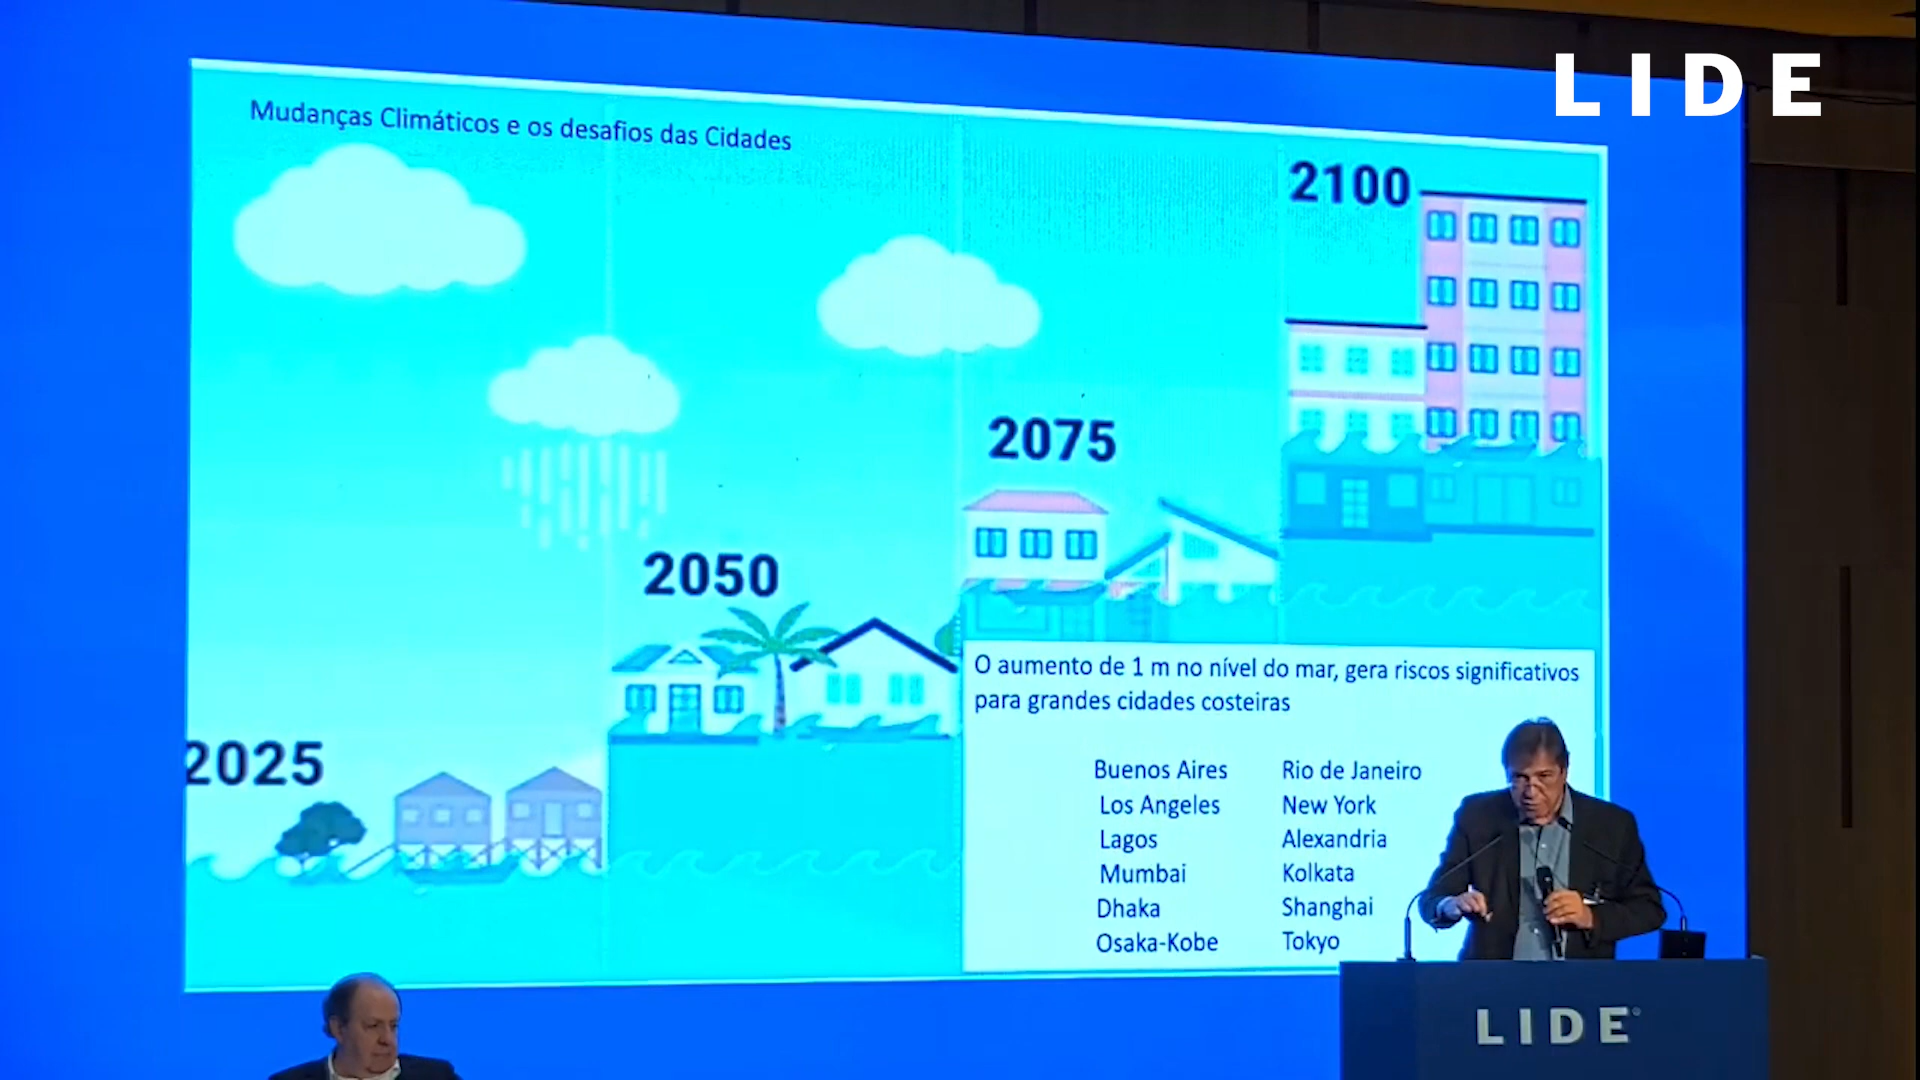 LIDE
Mudanças Climáticos e os desafios das Cidades
2100
2075
2050
2025
O aumento de 1 m no nível do mar, gera riscos significativos
para grandes cidades costeiras
Buenos Aires Rio de Janeiro
Los Angeles New York
Lagos Alexandria
Mumbai Kolkata
Dhaka Shanghai
Osaka-Kobe Tokyo
LIDE